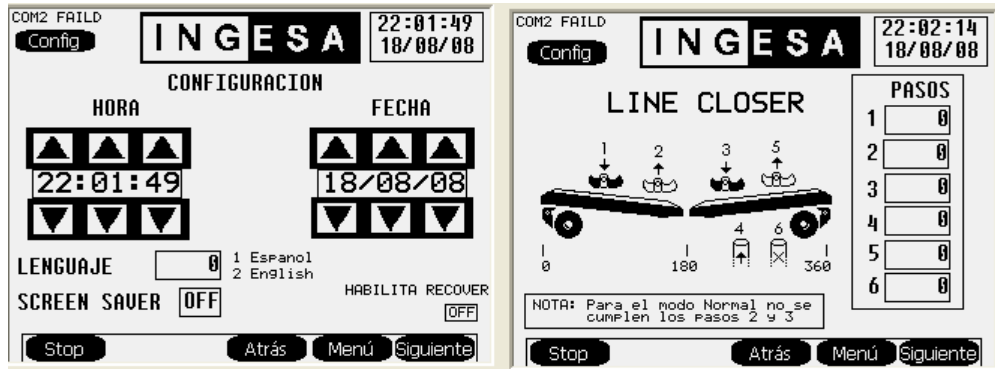 COM2 FAILD
Config
INGESA
22:01:49
18/08/08
CONFIGURACION
HORA
FECHA
22:01:49
18/08/08
LENGUAJE
0
1 Espanol
2 English
SCREEN SAVER
OFF
HABILITA RECOVER
OFF
Stop
Atrás
Menú
Siguiente
COM2 FAILD
Config
INGESA
22:02:14
18/08/08
LINE CLOSER
1 2 3 5
4 6
0 180 360
PASOS
1 0
2 0
3 0
4 0
5 0
6 0
NOTA: Para el modo Normal no se
cumplen los pasos 2 y 3
Stop
Atrás
Menú
Siguiente